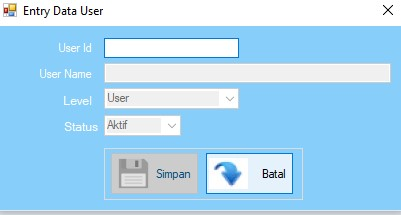 Entry Data User
User Id
User Name
Level User
Status Aktif
Simpan Batal